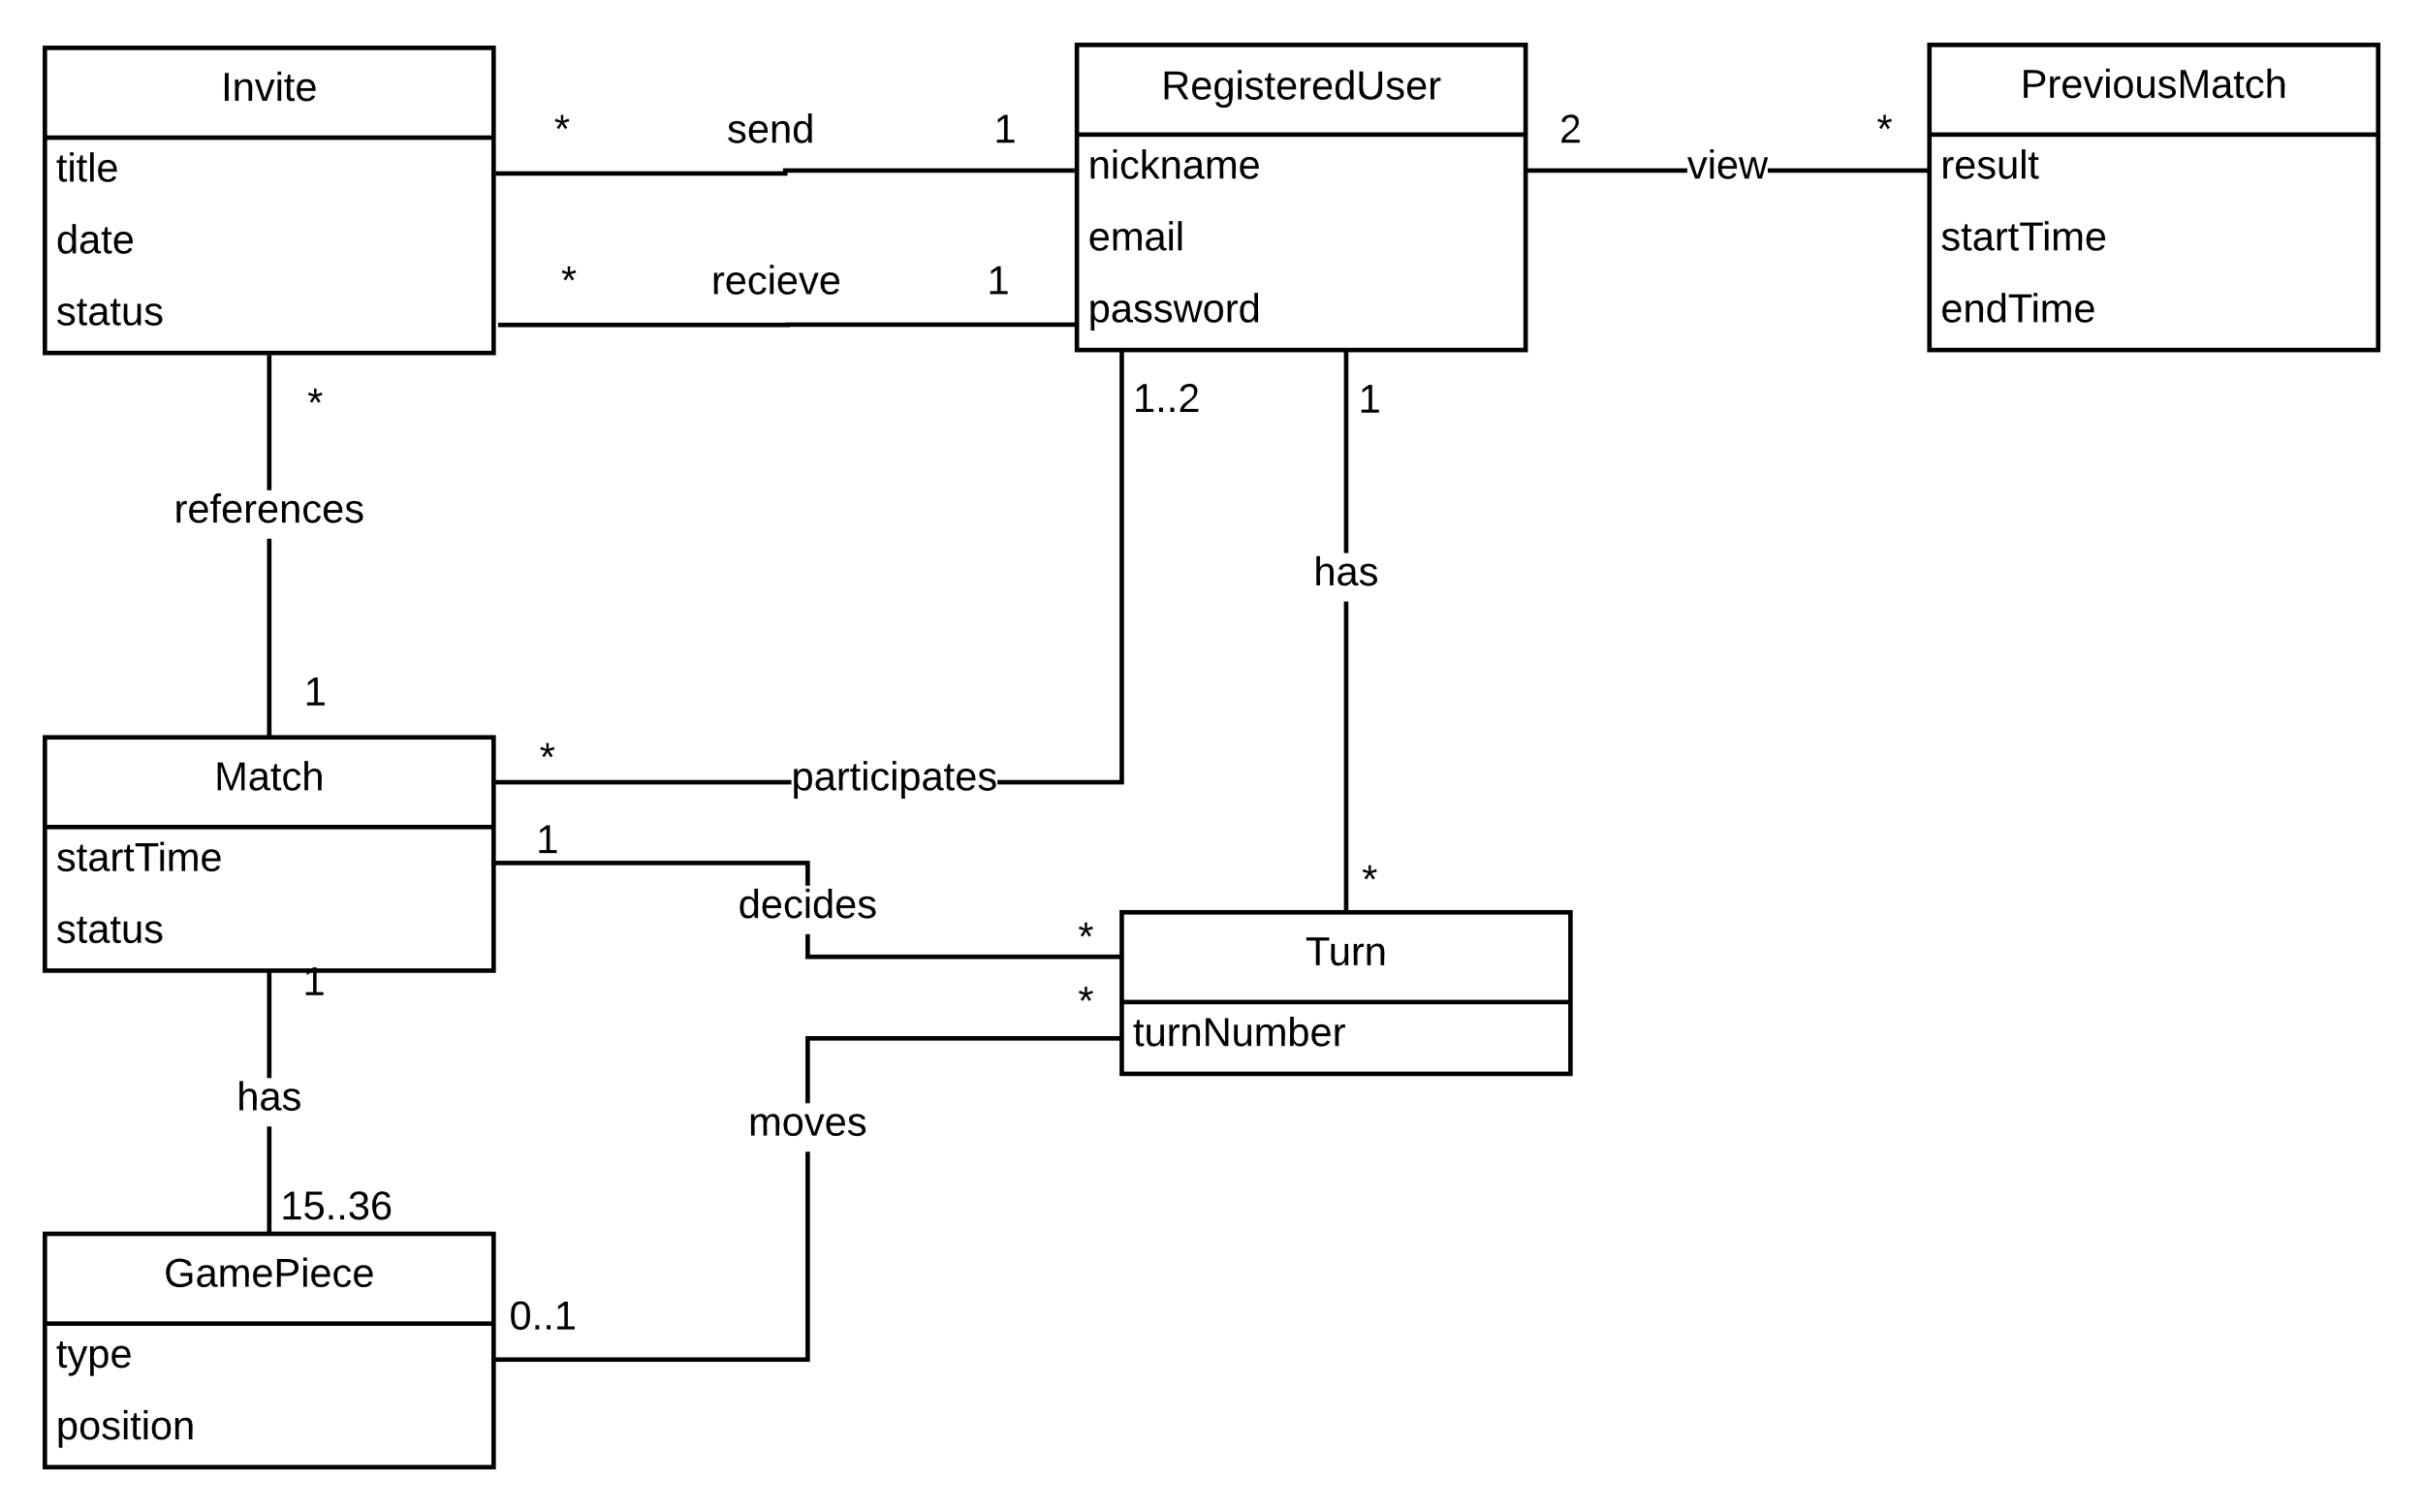 Invite
title
date
status
* send 1
* recieve 1
RegisteredUser
nickname
email
password
2 view *
PreviousMatch
result
startTime
endTime
*
references
1
1..2
1
has
*
Match
startTime
status
* participates
1
decides
*
Turn
turnNumber
*
moves
0..1
1
has
15..36
GamePiece
type
position